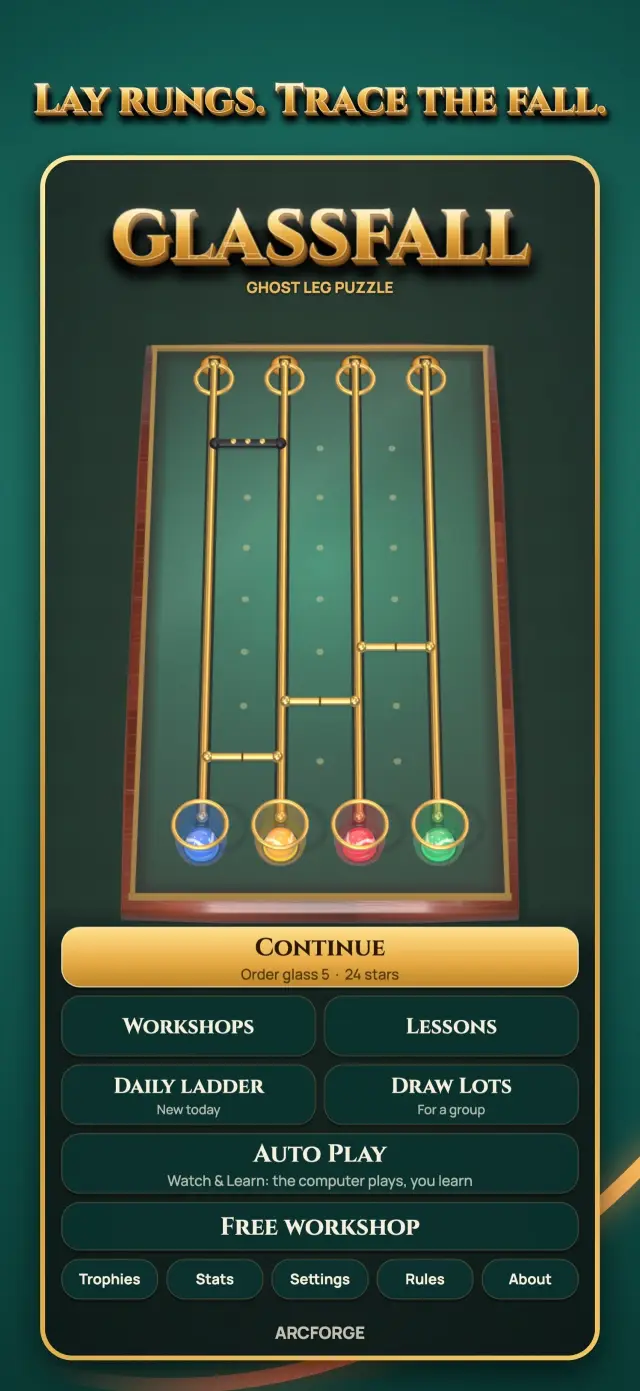 Lay rungs. Trace the fall.
GLASSFALL
GHOST LEG PUZZLE
Continue
Order glass 5 · 24 stars
Workshops
Lessons
Daily ladder
New today
Draw Lots
For a group
Auto Play
Watch & Learn: the computer plays, you learn
Free workshop
Trophies
Stats
Settings
Rules
About
ARCFORGE